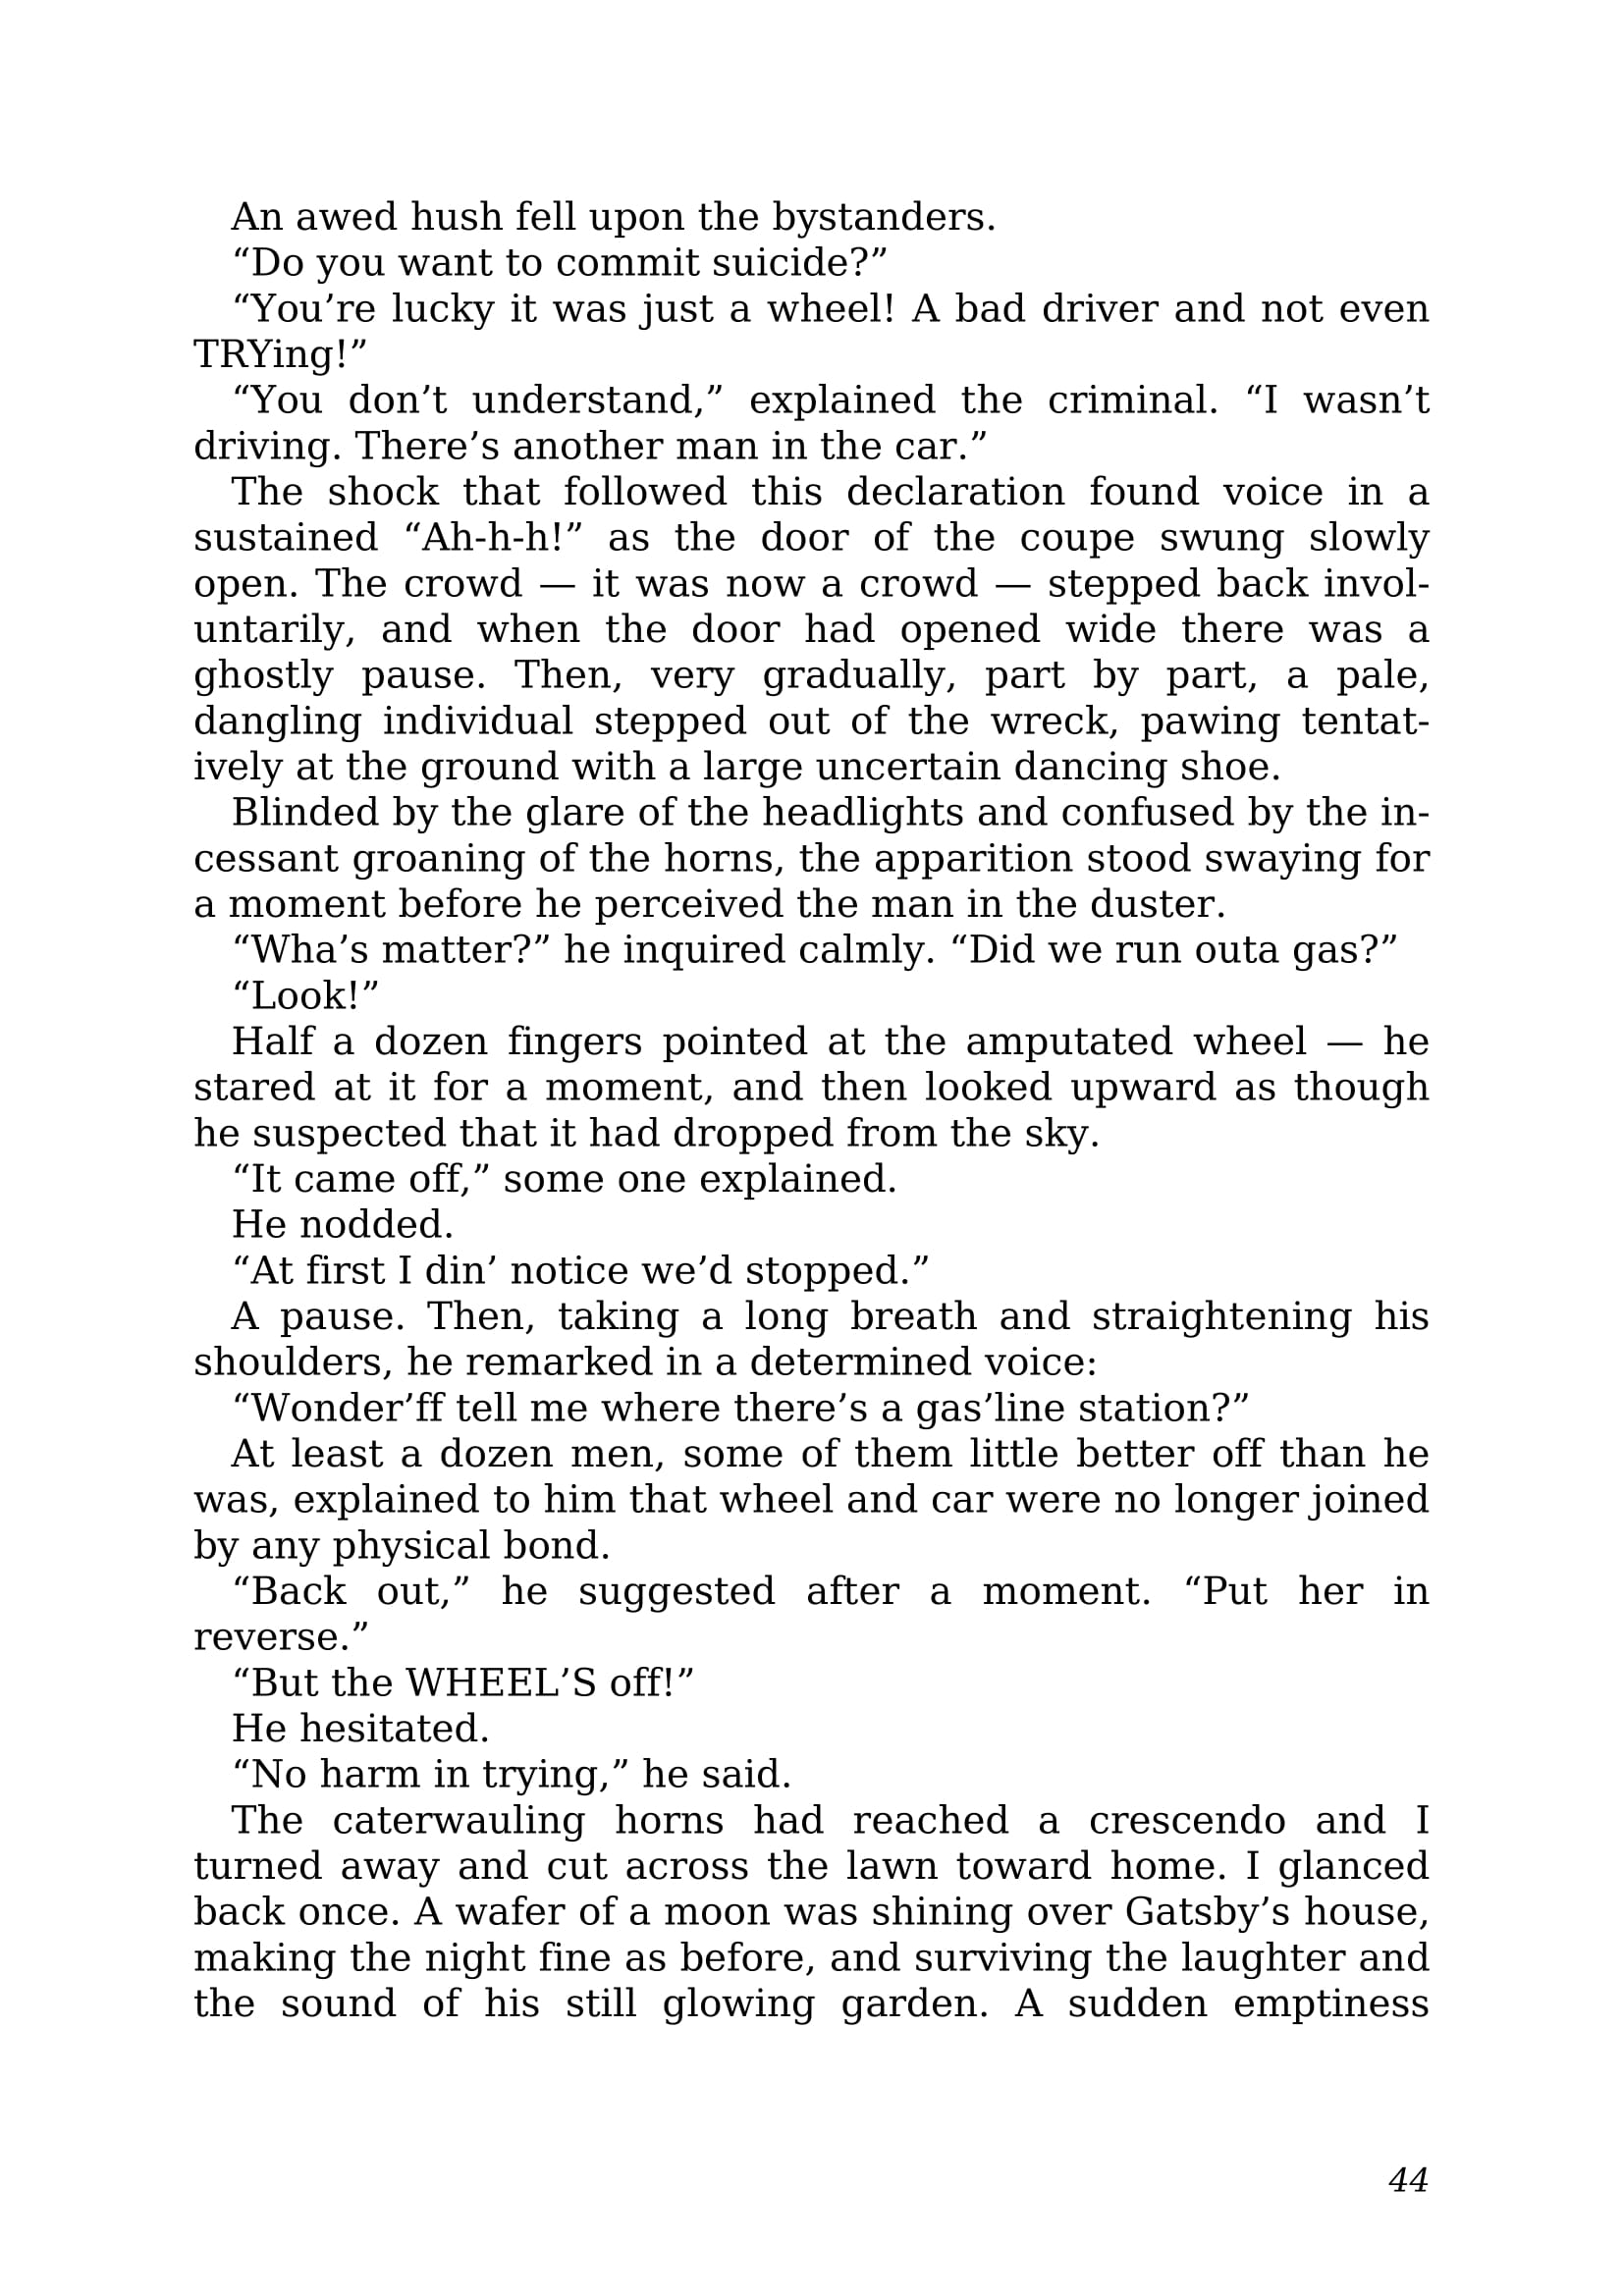 An awed hush fell upon the bystanders.
“Do you want to commit suicide?”
“You’re lucky it was just a wheel! A bad driver and not even
TRYing!”
“You don’t understand,” explained the criminal. “I wasn’t
driving. There’s another man in the car.”
The shock that followed this declaration found voice in a
sustained “Ah-h-h!” as the door of the coupe swung slowly
open. The crowd — it was now a crowd — stepped back invol-
untarily, and when the door had opened wide there was a
ghostly pause. Then, very gradually, part by part, a pale,
dangling individual stepped out of the wreck, pawing tentat-
ively at the ground with a large uncertain dancing shoe.
Blinded by the glare of the headlights and confused by the in-
cessant groaning of the horns, the apparition stood swaying for
a moment before he perceived the man in the duster.
“Wha’s matter?” he inquired calmly. “Did we run outa gas?”
“Look!”
Half a dozen fingers pointed at the amputated wheel — he
stared at it for a moment, and then looked upward as though
he suspected that it had dropped from the sky.
“It came off,” some one explained.
He nodded.
“At first I din’ notice we’d stopped.”
A pause. Then, taking a long breath and straightening his
shoulders, he remarked in a determined voice:
“Wonder’ff tell me where there’s a gas’line station?”
At least a dozen men, some of them little better off than he
was, explained to him that wheel and car were no longer joined
by any physical bond.
“Back out,” he suggested after a moment. “Put her in
reverse.”
“But the WHEEL’S off!”
He hesitated.
“No harm in trying,” he said.
The caterwauling horns had reached a crescendo and I
turned away and cut across the lawn toward home. I glanced
back once. A wafer of a moon was shining over Gatsby’s house,
making the night fine as before, and surviving the laughter and
the sound of his still glowing garden. A sudden emptiness
44